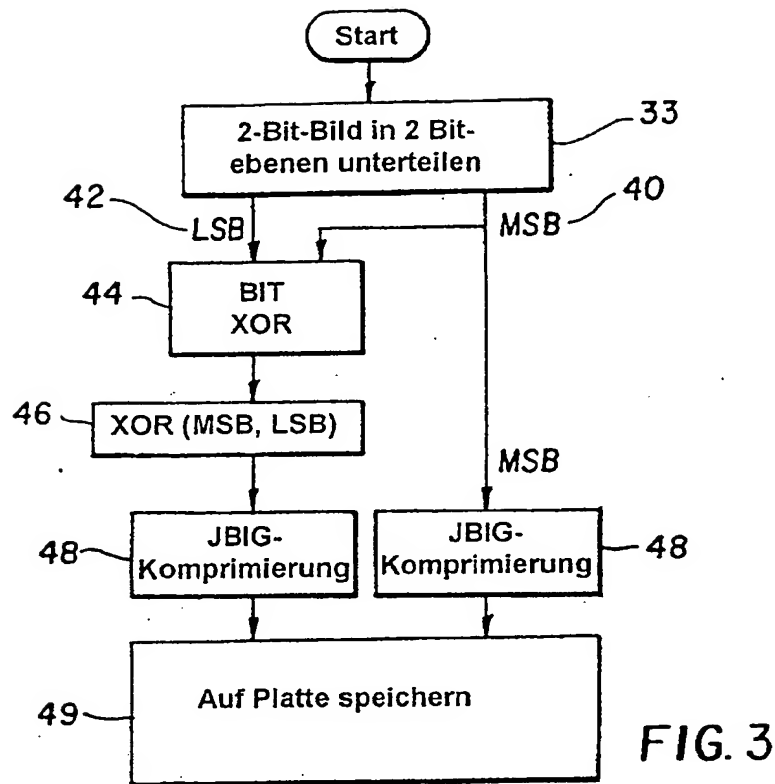 Start
2-Bit-Bild in 2 Bit-
ebenen unterteilen
33
42
LSB
MSB
40
44
BIT
XOR
46
XOR (MSB, LSB)
MSB
48
JBIG-
Komprimierung
JBIG-
Komprimierung
48
49
Auf Platte speichern
FIG. 3